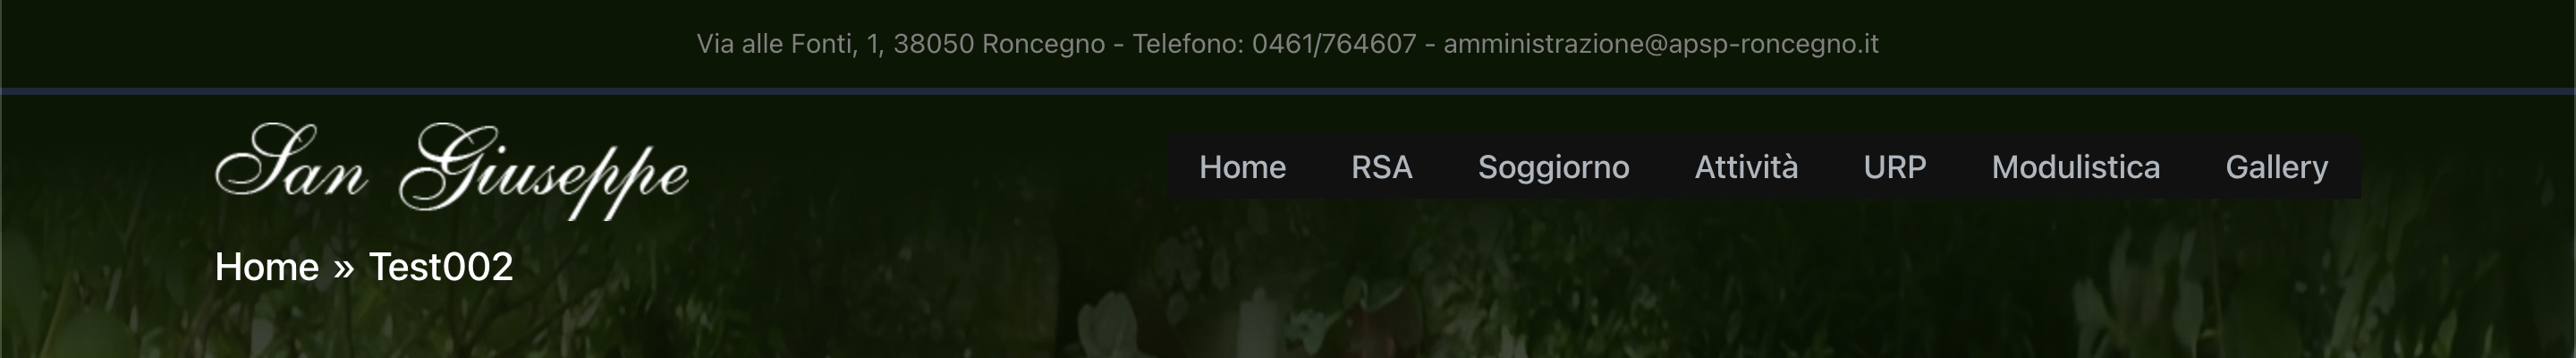 Via alle Fonti, 1, 38050 Roncegno - Telefono: 0461/764607 - amministrazione@apsp-roncegno.it
San Giuseppe
Home RSA Soggiorno Attività URP Modulistica Gallery
Home » Test002